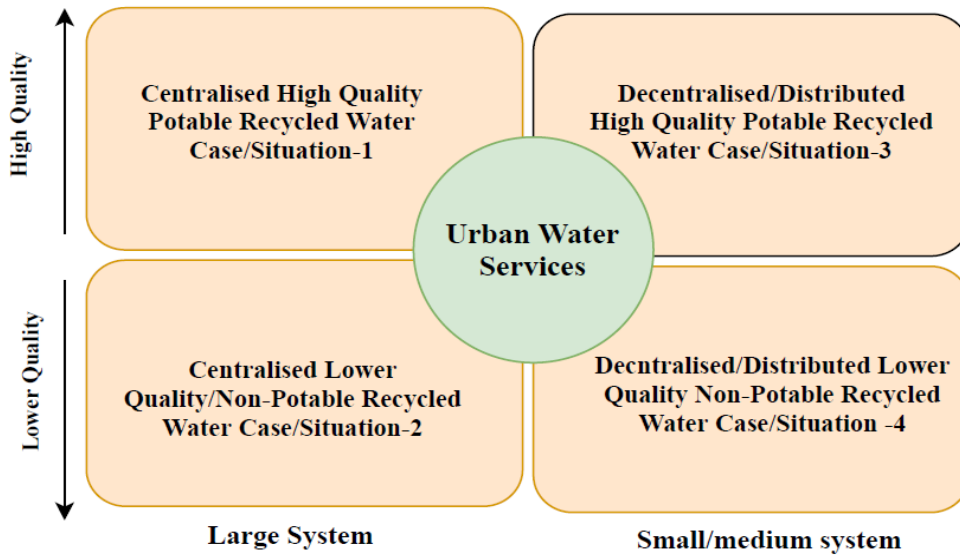 High Quality
Centralised High Quality
Potable Recycled Water
Case/Situation-1
Decentralised/Distributed
High Quality Potable Recycled
Water Case/Situation-3
Urban Water
Services
Lower Quality
Centralised Lower
Quality/Non-Potable Recycled
Water Case/Situation-2
Decntralised/Distributed Lower
Quality Non-Potable Recycled
Water Case/Situation -4
Large System
Small/medium system